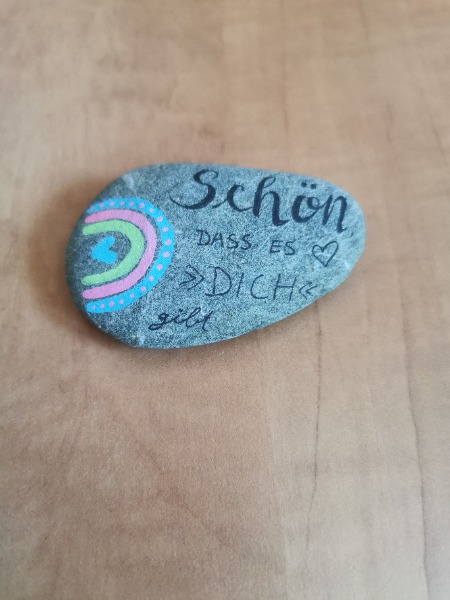 Schön
DASS ES ♡
»DICH«
gibt